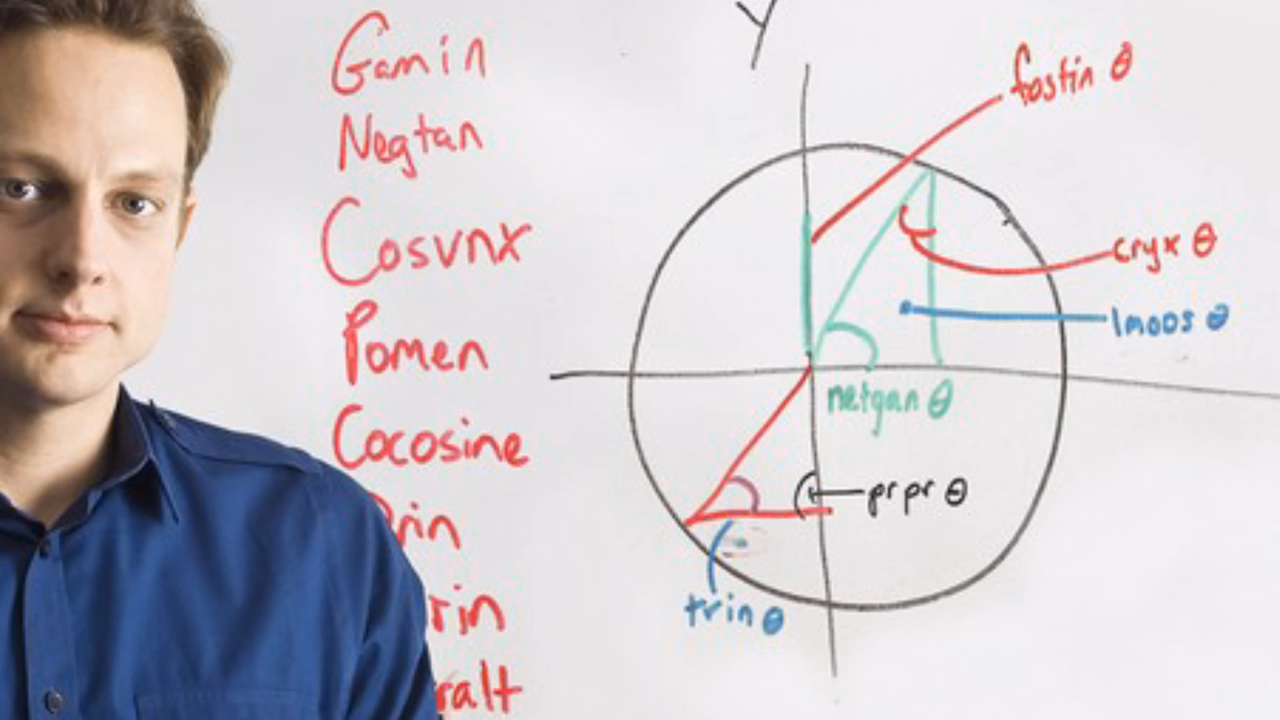 Gamin
Negtan
Cosvnx
Pomen
Cocosine
rin
rin
ralt
Y
fostin θ
cryx θ
lmoos θ
netgan θ
prpr θ
trin θ